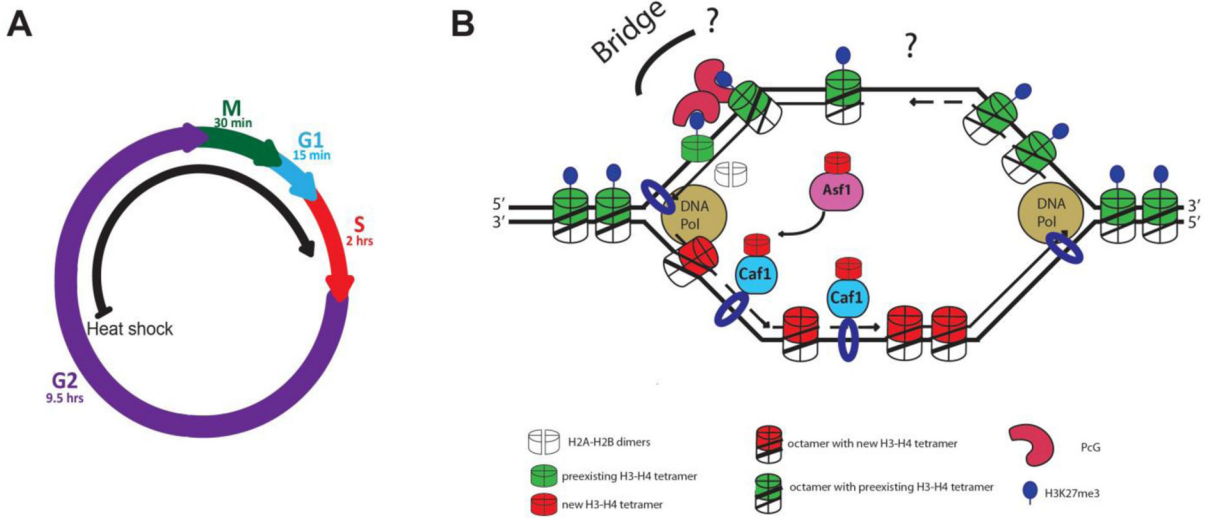 A
M
30 min
G1
15 min
S
2 hrs
Heat shock
G2
9.5 hrs
B
Bridge
?
?
5′
3′
DNA
Pol
Asf1
Caf1
Caf1
DNA
Pol
3′
5′
H2A-H2B dimers
preexisting H3-H4 tetramer
new H3-H4 tetramer
octamer with new H3-H4 tetramer
octamer with preexisting H3-H4 tetramer
PcG
H3K27me3